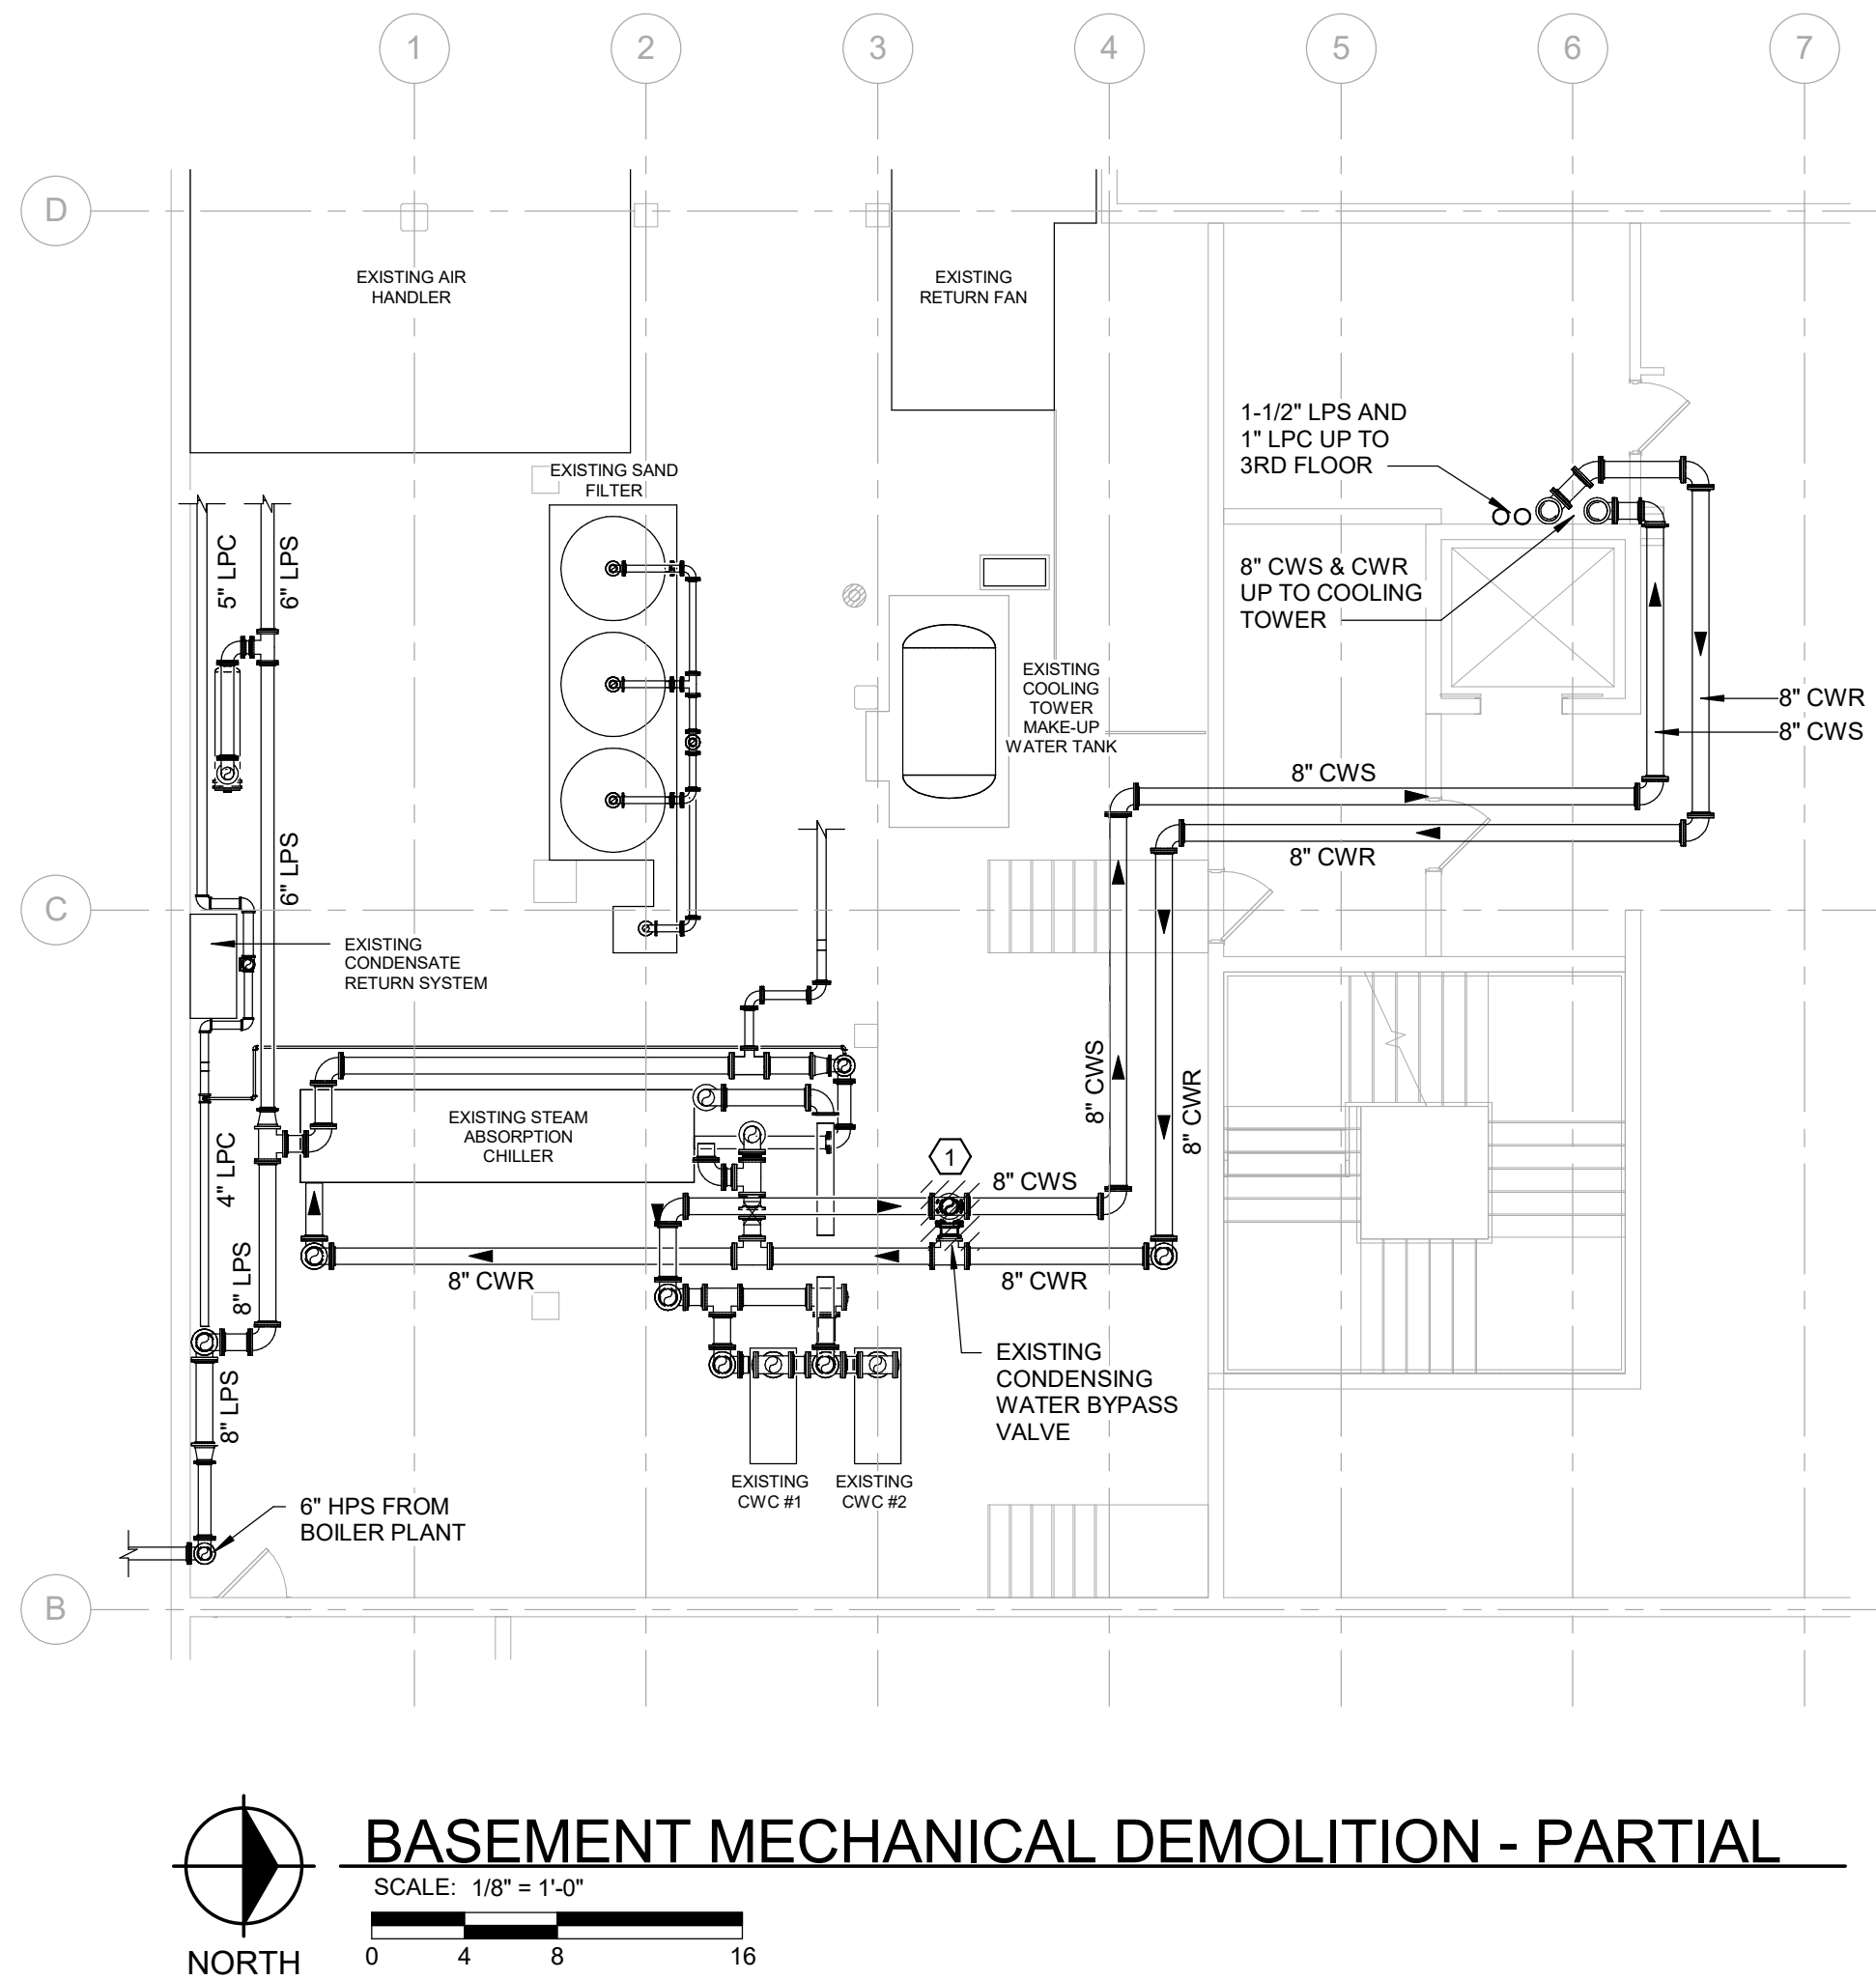 1
2
3
4
5
6
7
D
EXISTING AIR
HANDLER
EXISTING
RETURN FAN
1-1/2" LPS AND
1" LPC UP TO
3RD FLOOR
EXISTING SAND
FILTER
5" LPC
6" LPS
8" CWS & CWR
UP TO COOLING
TOWER
EXISTING
COOLING
TOWER
MAKE-UP
WATER TANK
8" CWR
8" CWS
8" CWS
8" CWR
6" LPS
C
EXISTING
CONDENSATE
RETURN SYSTEM
8" CWS
8" CWR
EXISTING STEAM
ABSORPTION
CHILLER
4" LPC
1
8" CWS
8" LPS
8" CWR
8" CWR
EXISTING
CONDENSING
WATER BYPASS
VALVE
8" LPS
EXISTING
CWC #1
EXISTING
CWC #2
6" HPS FROM
BOILER PLANT
B
BASEMENT MECHANICAL DEMOLITION - PARTIAL
SCALE: 1/8" = 1'-0"
NORTH
0 4 8 16